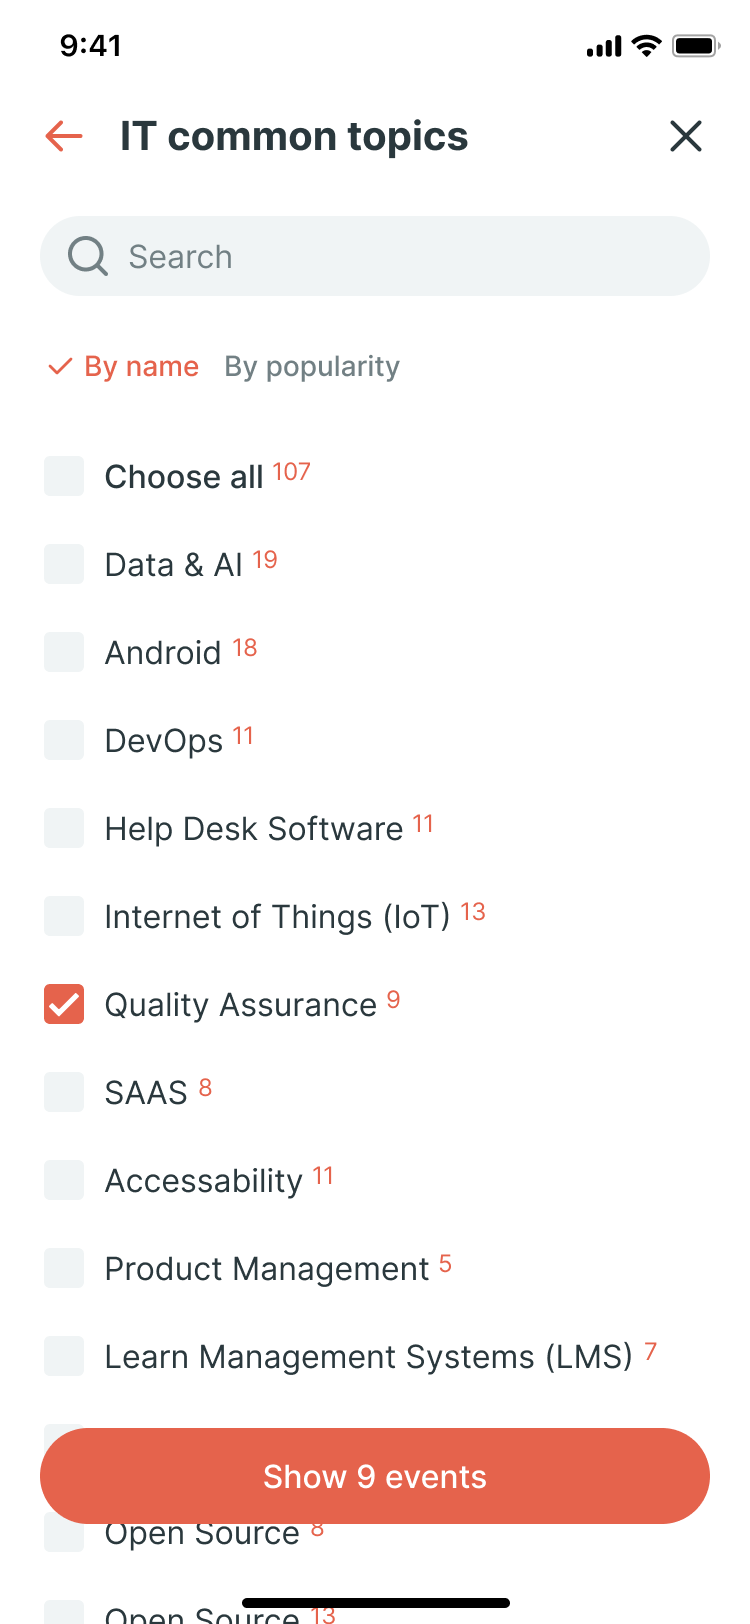 9:41
IT common topics
Search
By name By popularity
Choose all 107
Data & AI 19
Android 18
DevOps 11
Help Desk Software 11
Internet of Things (IoT) 13
Quality Assurance 9
SAAS 8
Accessability 11
Product Management 5
Learn Management Systems (LMS) 7
Show 9 events
Open Source 8
Open Source 13